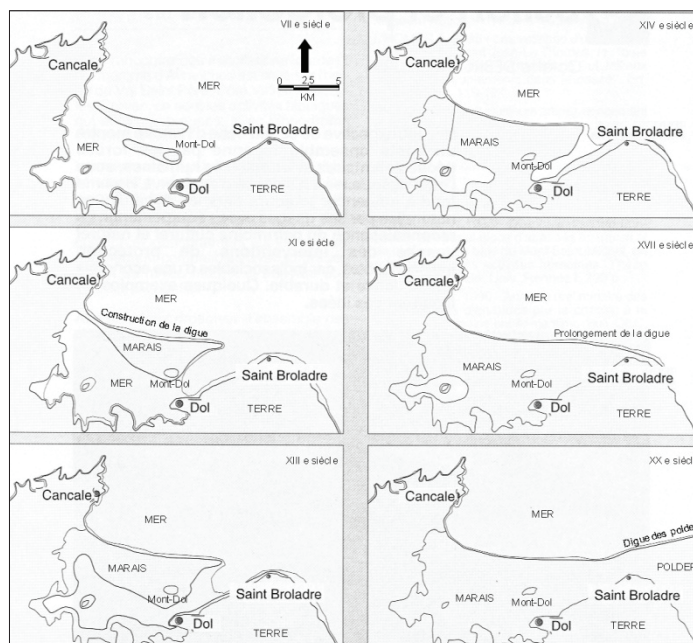 VII e siècle
Cancale
MER
2,5
0
5
KM
Saint Broladre
MER
Mont-Dol
Dol
TERRE
XIV e siècle
Cancale
MER
Saint Broladre
MARAIS
Mont-Dol
Dol
TERRE
XI e siècle
Cancale
MER
Construction de la digue
MARAIS
MER
Mont-Dol
Saint Broladre
Dol
TERRE
XVII e siècle
Cancale
MER
Prolongement de la digue
MARAIS
Mont-Dol
Saint Broladre
Dol
TERRE
XIII e siècle
Cancale
MER
MARAIS
Mont-Dol
Saint Broladre
Dol
TERRE
XX e siècle
Cancale
MER
Digue des polde
POLDER
MARAIS
Mont-Dol
Saint Broladre
Dol
TERRE